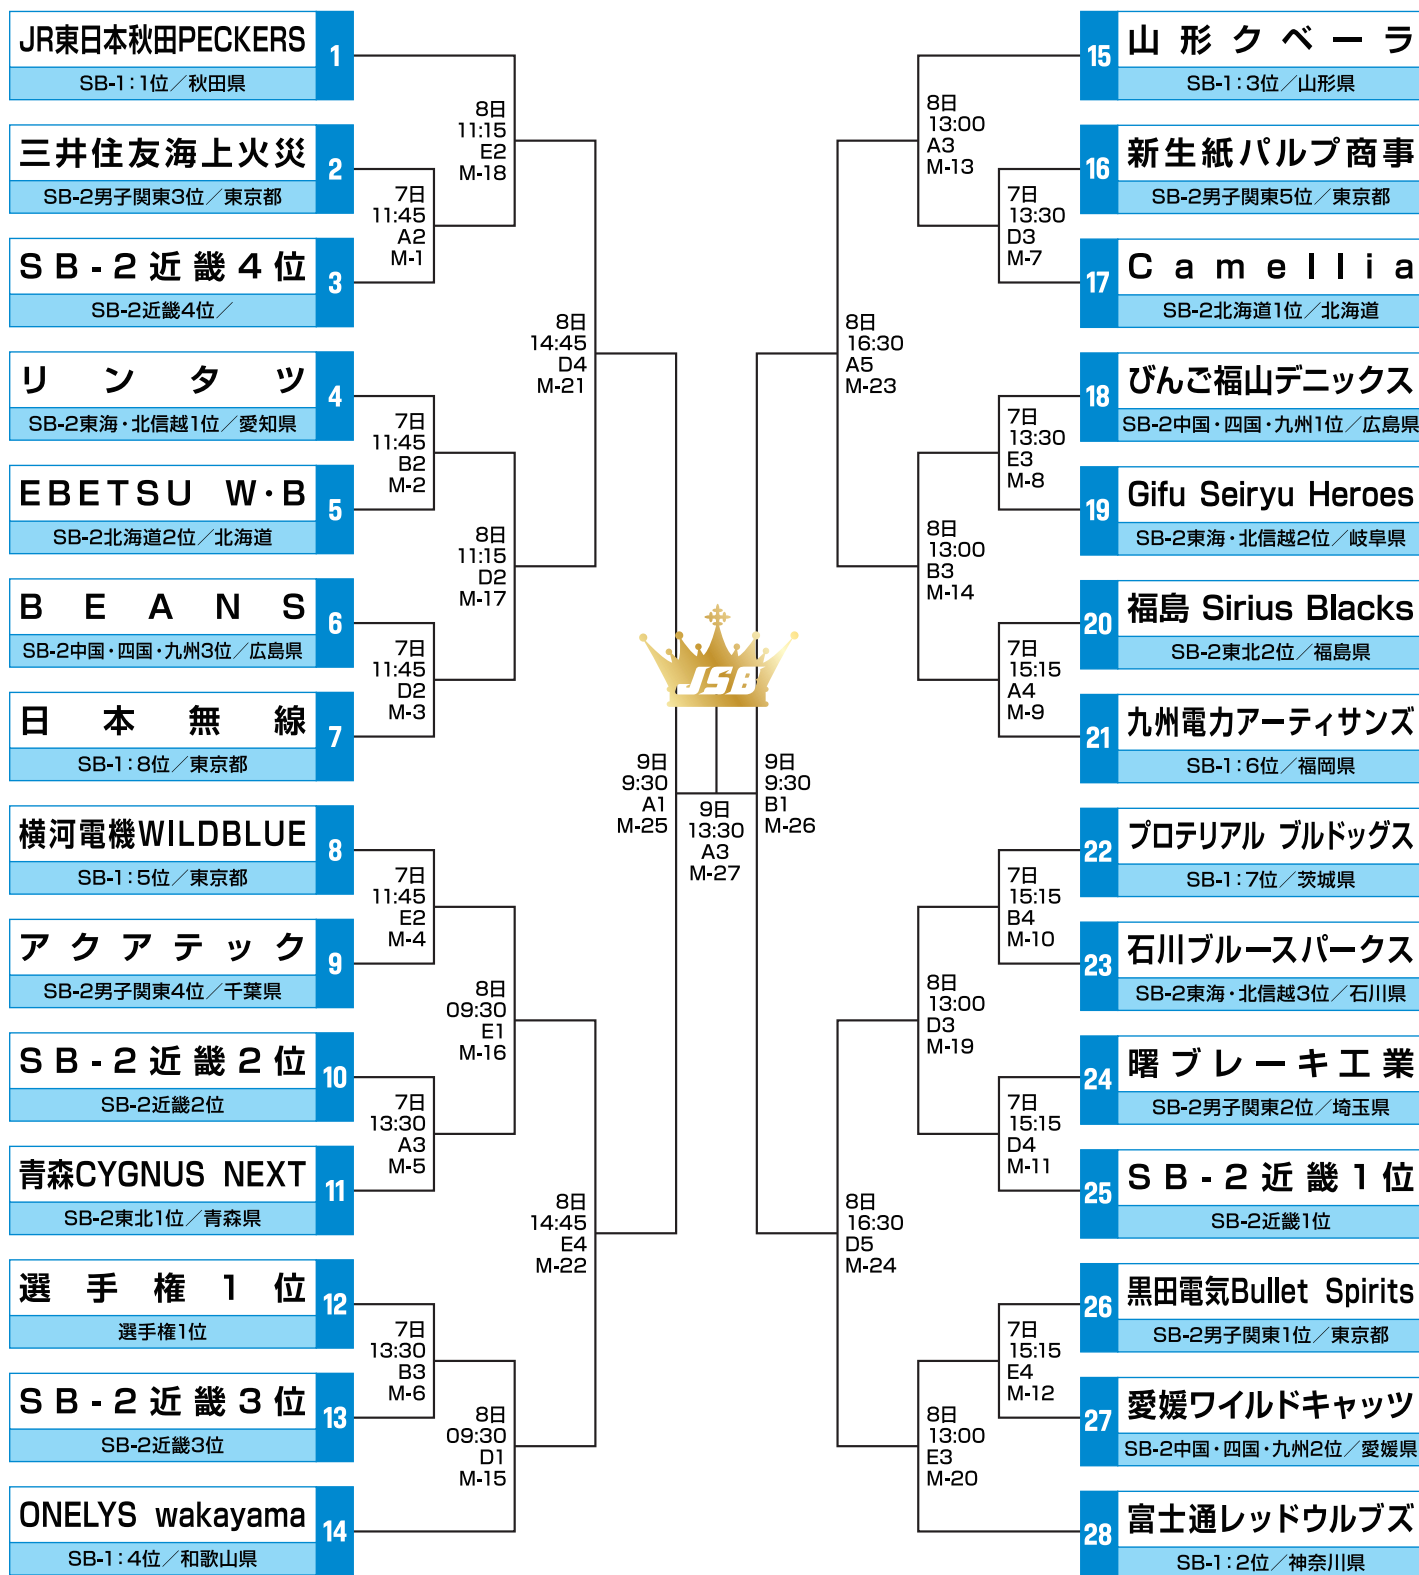 JR東日本秋田PECKERS
1
SB-1：1位／秋田県
三井住友海上火災
2
SB-2男子関東3位／東京都
SB-2近畿4位
3
SB-2近畿4位／
リンタツ
4
SB-2東海・北信越1位／愛知県
EBETSU W・B
5
SB-2北海道2位／北海道
BEANS
6
SB-2中国・四国・九州3位／広島県
日本無線
7
SB-1：8位／東京都
横河電機WILDBLUE
8
SB-1：5位／東京都
アクアテック
9
SB-2男子関東4位／千葉県
SB-2近畿2位
10
SB-2近畿2位
青森CYGNUS NEXT
11
SB-2東北1位／青森県
選手権1位
12
選手権1位
SB-2近畿3位
13
SB-2近畿3位
ONELYS wakayama
14
SB-1：4位／和歌山県
7日
11:45
A2
M-1
7日
11:45
B2
M-2
7日
11:45
D2
M-3
7日
11:45
E2
M-4
7日
13:30
A3
M-5
7日
13:30
B3
M-6
8日
11:15
E2
M-18
8日
11:15
D2
M-17
8日
09:30
E1
M-16
8日
09:30
D1
M-15
8日
14:45
D4
M-21
8日
14:45
E4
M-22
9日
9:30
A1
M-25
JSB
9日
13:30
A3
M-27
9日
9:30
B1
M-26
8日
16:30
A5
M-23
8日
16:30
D5
M-24
8日
13:00
A3
M-13
8日
13:00
B3
M-14
8日
13:00
D3
M-19
8日
13:00
E3
M-20
7日
13:30
D3
M-7
7日
13:30
E3
M-8
7日
15:15
A4
M-9
7日
15:15
B4
M-10
7日
15:15
D4
M-11
7日
15:15
E4
M-12
15
山形クベーラ
SB-1：3位／山形県
16
新生紙パルプ商事
SB-2男子関東5位／東京都
17
Camellia
SB-2北海道1位／北海道
18
びんご福山デニックス
SB-2中国・四国・九州1位／広島県
19
Gifu Seiryu Heroes
SB-2東海・北信越2位／岐阜県
20
福島 Sirius Blacks
SB-2東北2位／福島県
21
九州電力アーティサンズ
SB-1：6位／福岡県
22
プロテリアル ブルドッグス
SB-1：7位／茨城県
23
石川ブルースパークス
SB-2東海・北信越3位／石川県
24
曙ブレーキ工業
SB-2男子関東2位／埼玉県
25
SB-2近畿1位
SB-2近畿1位
26
黒田電気Bullet Spirits
SB-2男子関東1位／東京都
27
愛媛ワイルドキャッツ
SB-2中国・四国・九州2位／愛媛県
28
富士通レッドウルブズ
SB-1：2位／神奈川県